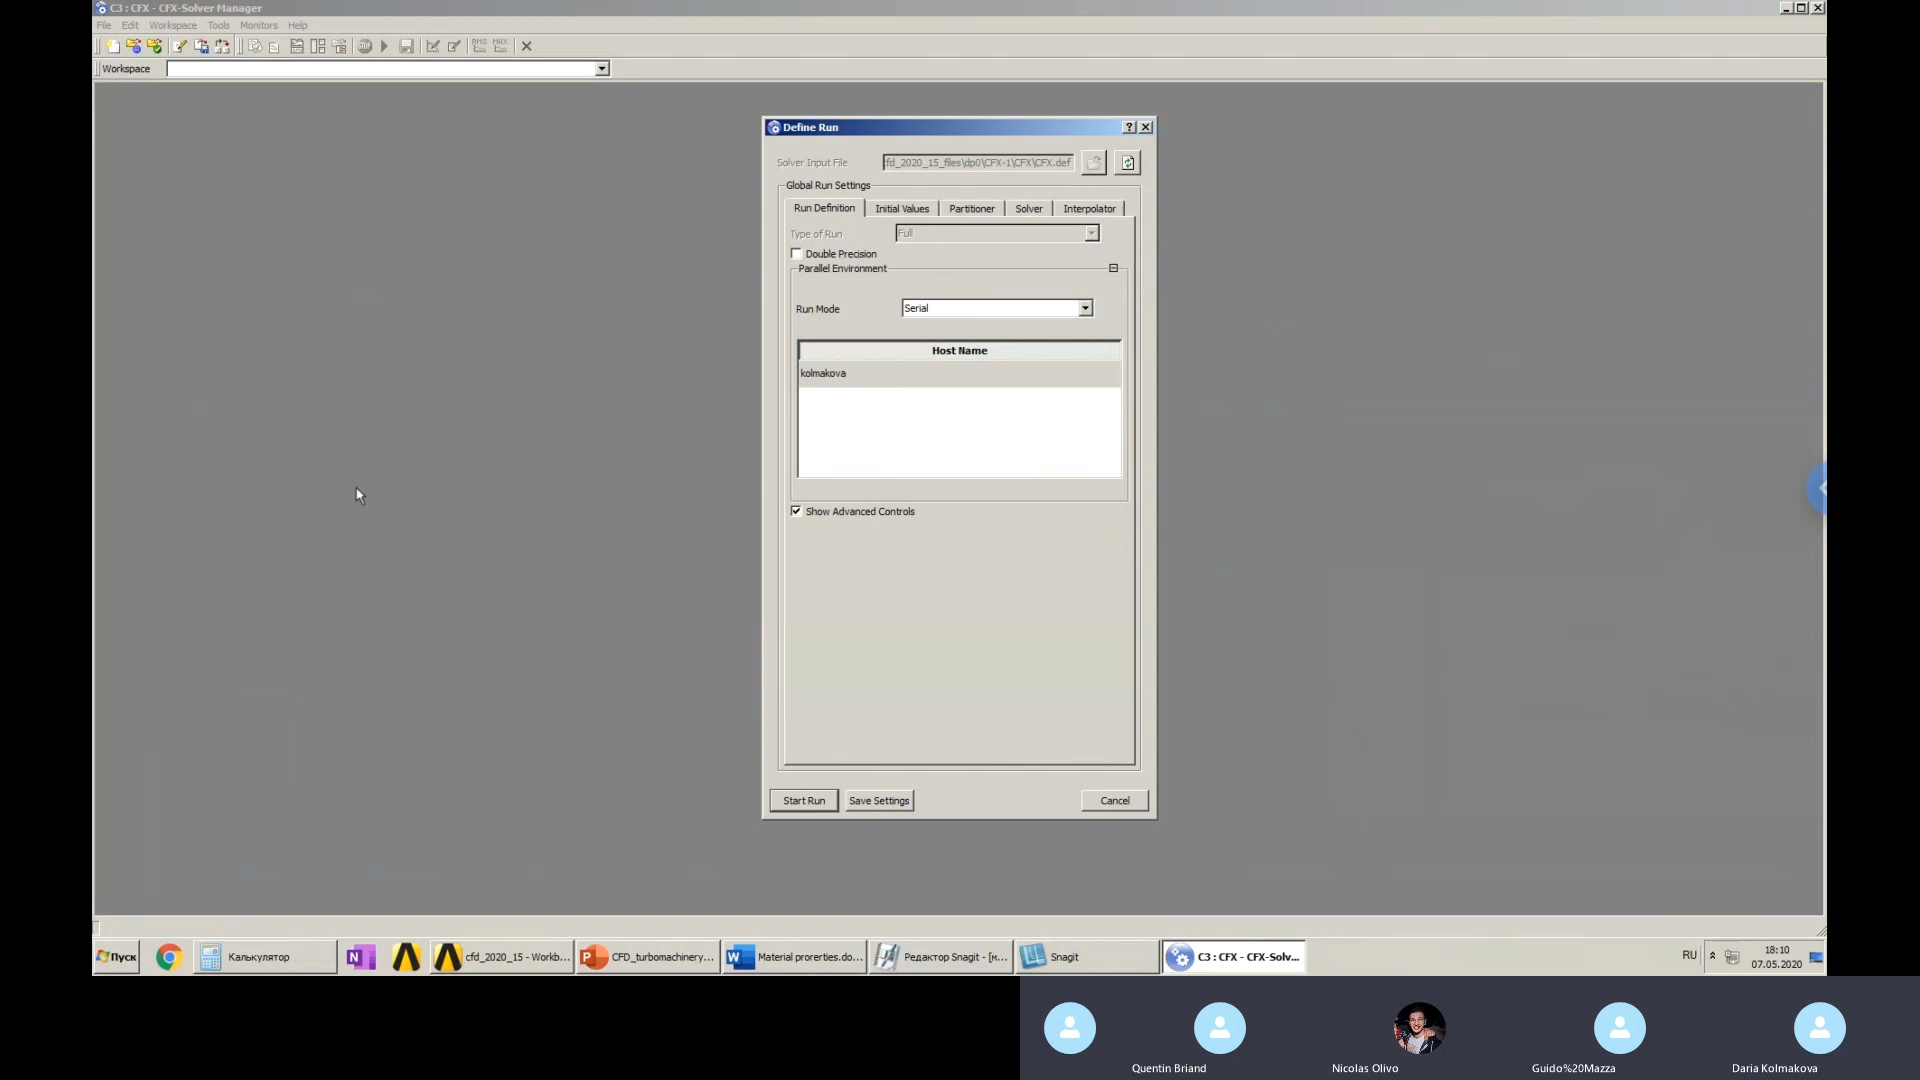 C3 : CFX - CFX-Solver Manager
File Edit Workspace Tools Monitors Help
RMS MAX
Workspace
Define Run
Solver Input File fd_2020_15_files\dp0\CFX-1\CFX\CFX.def
Global Run Settings
Run Definition Initial Values Partitioner Solver Interpolator
Type of Run Full
Double Precision
Parallel Environment
Run Mode Serial
Host Name
kolmakova
Show Advanced Controls
Start Run Save Settings Cancel
Пуск Калькулятор cfd_2020_15 - Workb... CFD_turbomachinery... Material prorerties.do... Редактор Snagit - [м... Snagit C3 : CFX - CFX-Solv... RU 18:10
07.05.2020
Quentin Briand Nicolas Olivo Guido%20Mazza Daria Kolmakova